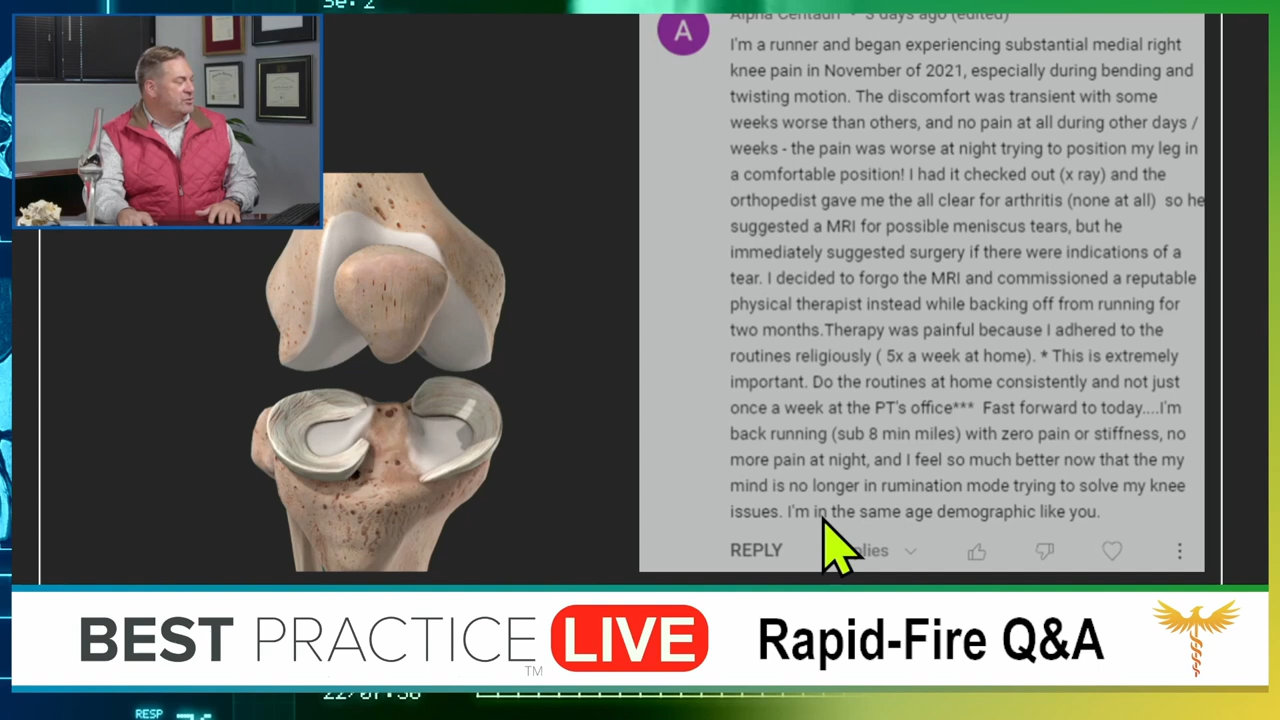 Se: 2
Alpha Centauri • 3 days ago (edited)
A
I'm a runner and began experiencing substantial medial right
knee pain in November of 2021, especially during bending and
twisting motion. The discomfort was transient with some
weeks worse than others, and no pain at all during other days /
weeks - the pain was worse at night trying to position my leg in
a comfortable position! I had it checked out (x ray) and the
orthopedist gave me the all clear for arthritis (none at all) so he
suggested a MRI for possible meniscus tears, but he
immediately suggested surgery if there were indications of a
tear. I decided to forgo the MRI and commissioned a reputable
physical therapist instead while backing off from running for
two months.Therapy was painful because I adhered to the
routines religiously ( 5x a week at home). * This is extremely
important. Do the routines at home consistently and not just
once a week at the PT's office*** Fast forward to today....I'm
back running (sub 8 min miles) with zero pain or stiffness, no
more pain at night, and I feel so much better now that the my
mind is no longer in rumination mode trying to solve my knee
issues. I'm in the same age demographic like you.
REPLY
BEST PRACTICE LIVE
TM
Rapid-Fire Q&A
RESP